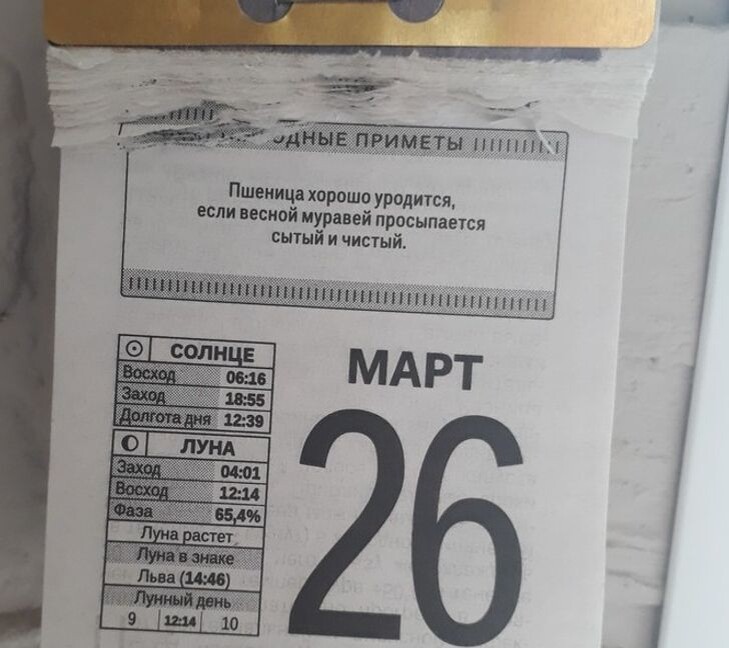 ПРИМЕТЫ
Пшеница хорошо уродится,
если весной муравей просыпается
сытый и чистый.
СОЛНЦЕ
Восход 06:16
Заход 18:55
Долгота дня 12:39
ЛУНА
Заход 04:01
Восход 12:14
Фаза 65,4%
Луна растет
Луна в знаке
Льва (14:46)
Лунный день
9 12:14 10
МАРТ
26